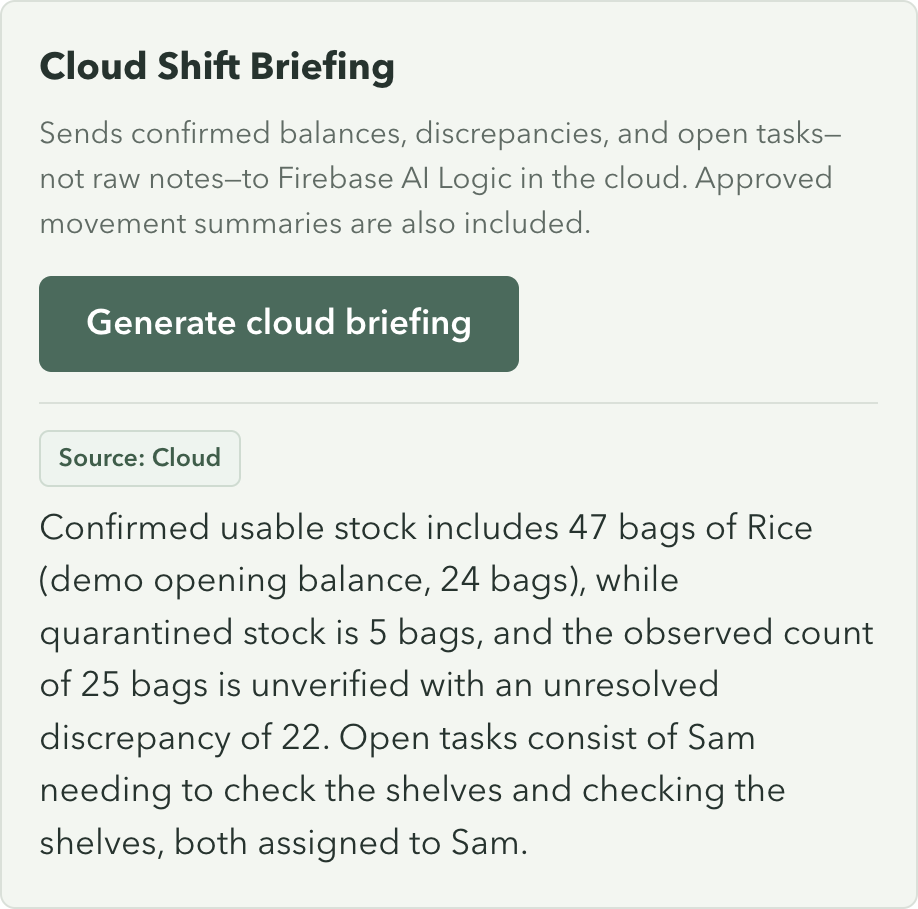 Cloud Shift Briefing
Sends confirmed balances, discrepancies, and open tasks—
not raw notes—to Firebase AI Logic in the cloud. Approved
movement summaries are also included.
Generate cloud briefing
Source: Cloud
Confirmed usable stock includes 47 bags of Rice
(demo opening balance, 24 bags), while
quarantined stock is 5 bags, and the observed count
of 25 bags is unverified with an unresolved
discrepancy of 22. Open tasks consist of Sam
needing to check the shelves and checking the
shelves, both assigned to Sam.